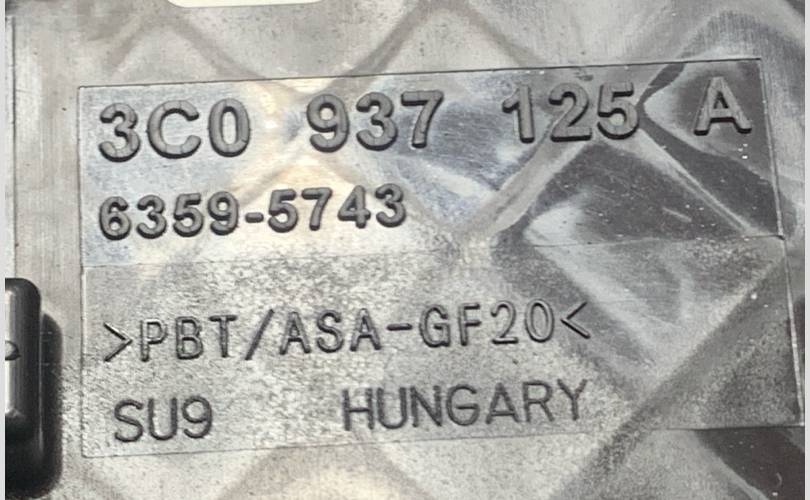 3C0 937 125 A
6359-5743
>PBT/ASA-GF20<
SU9 HUNGARY